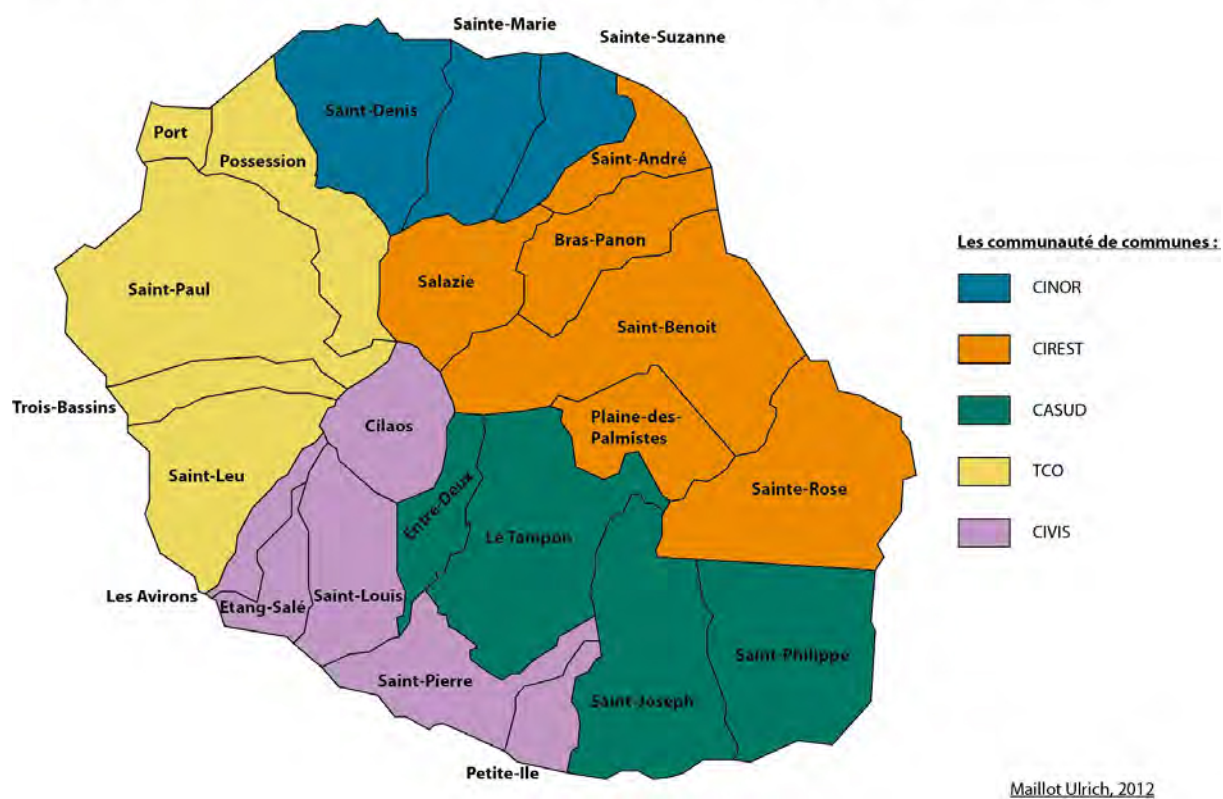 Sainte-Marie
Sainte-Suzanne
Saint-Denis
Port
Possession
Saint-André
Bras-Panon
Saint-Paul
Salazie
Saint-Benoit
Trois-Bassins
Cilaos
Plaine-des-
Palmistes
Saint-Leu
Entre-Deux
Sainte-Rose
Le Tampon
Les Avirons
Etang-Salé
Saint-Louis
Saint-Pierre
Saint-Joseph
Saint-Philippe
Petite-Ile
Les communauté de communes :
CINOR
CIREST
CASUD
TCO
CIVIS
Maillot Ulrich, 2012